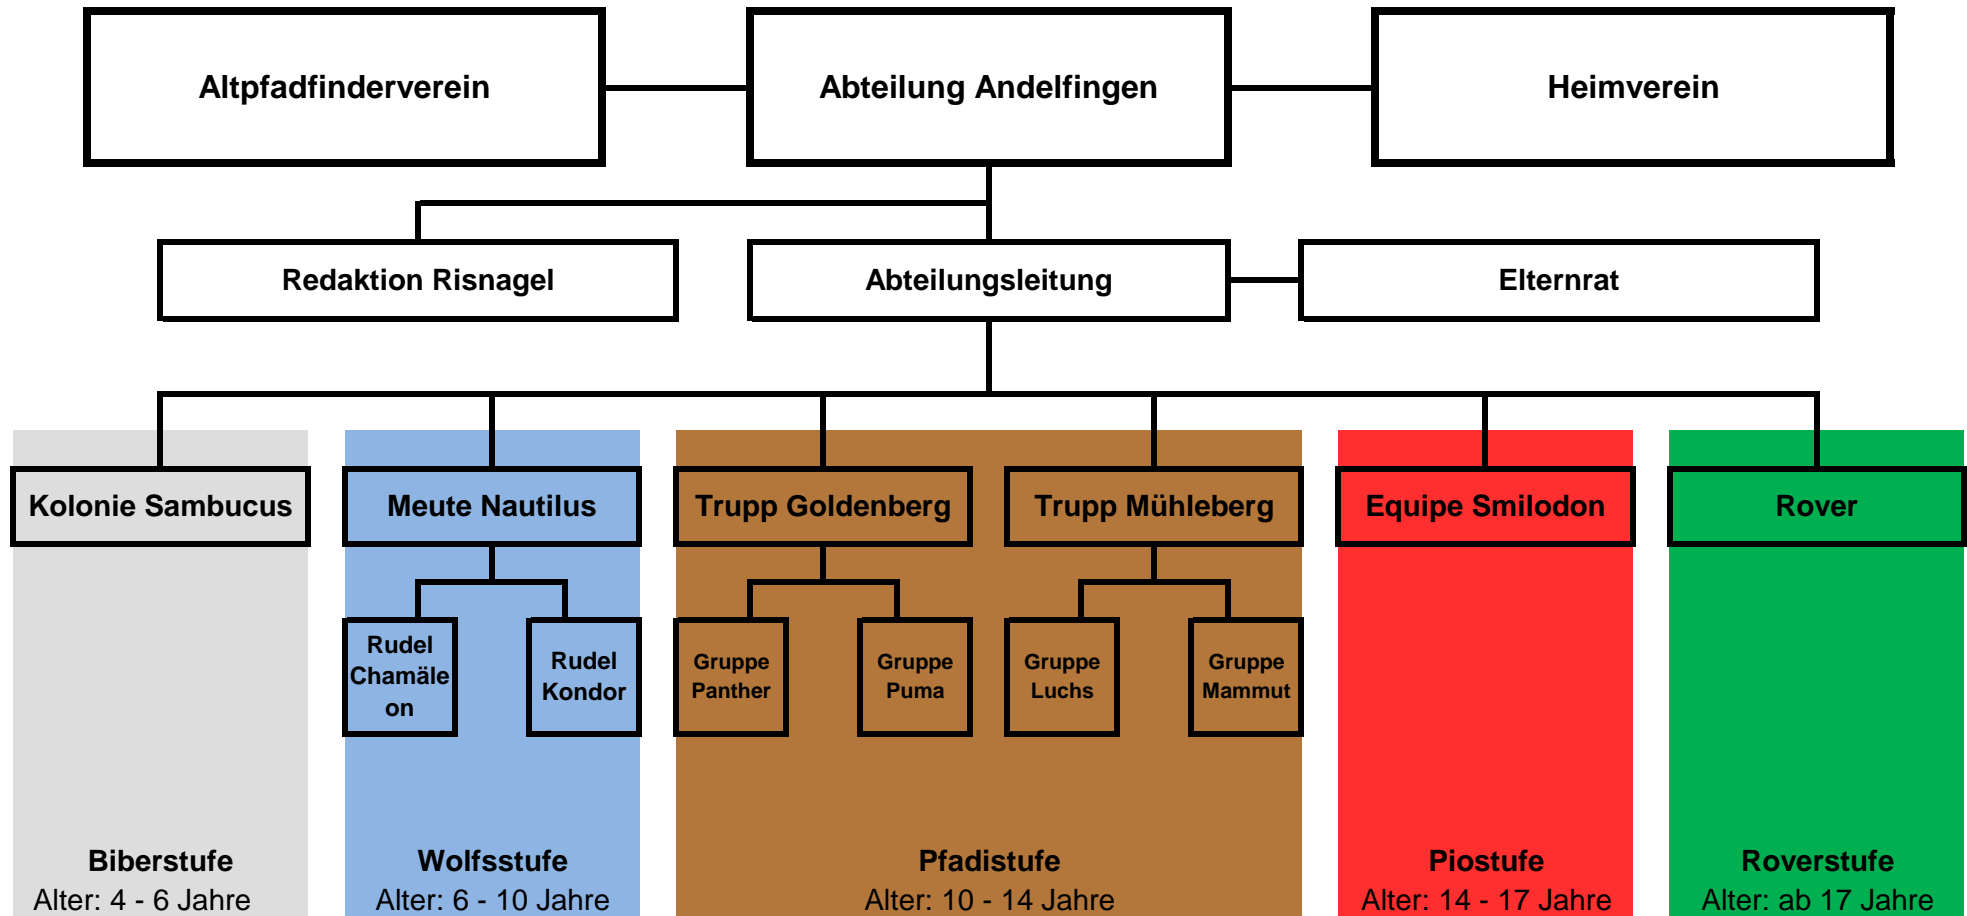 Altpfadfinderverein
Abteilung Andelfingen
Heimverein
Redaktion Risnagel
Abteilungsleitung
Elternrat
Kolonie Sambucus
Meute Nautilus
Trupp Goldenberg
Trupp Mühleberg
Equipe Smilodon
Rover
Rudel
Chamäle
on
Rudel
Kondor
Gruppe
Panther
Gruppe
Puma
Gruppe
Luchs
Gruppe
Mammut
Biberstufe
Alter: 4 - 6 Jahre
Wolfsstufe
Alter: 6 - 10 Jahre
Pfadistufe
Alter: 10 - 14 Jahre
Piostufe
Alter: 14 - 17 Jahre
Roverstufe
Alter: ab 17 Jahre